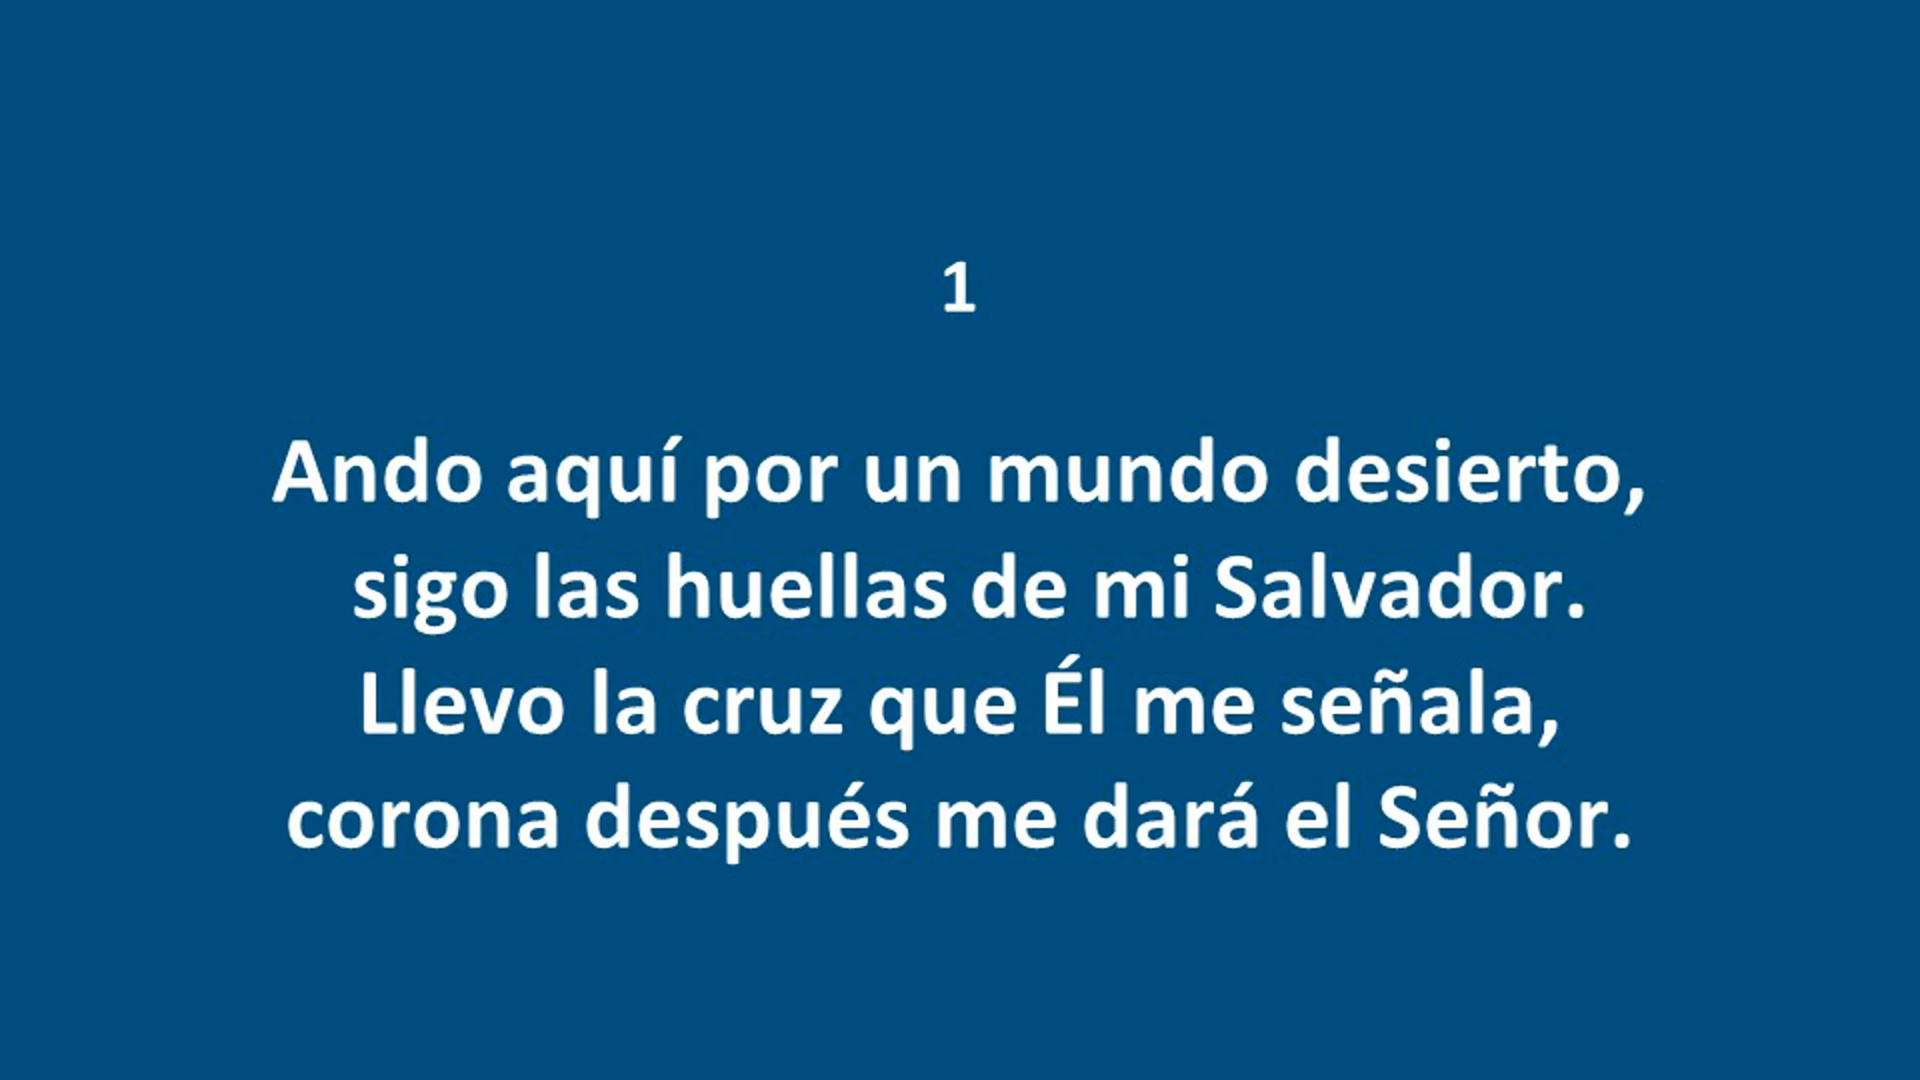 1
Ando aquí por un mundo desierto,
sigo las huellas de mi Salvador.
Llevo la cruz que Él me señala,
corona después me dará el Señor.